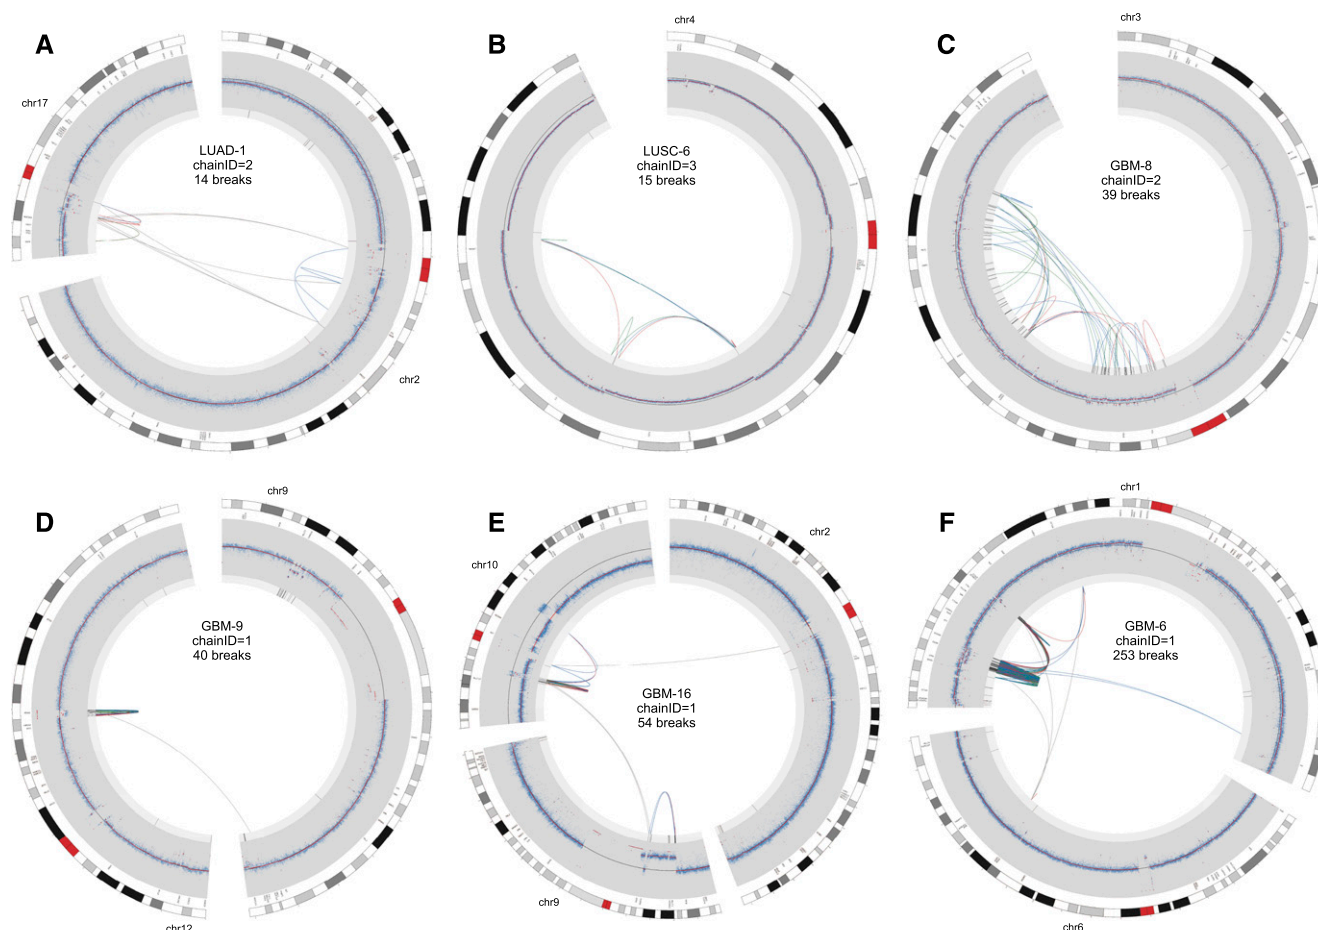 A
chr17
LUAD-1
chainID=2
14 breaks
chr2
B
chr4
LUSC-6
chainID=3
15 breaks
C
chr3
GBM-8
chainID=2
39 breaks
D
chr9
GBM-9
chainID=1
40 breaks
chr12
E
chr2
chr10
GBM-16
chainID=1
54 breaks
chr9
F
chr1
GBM-6
chainID=1
253 breaks
chr6